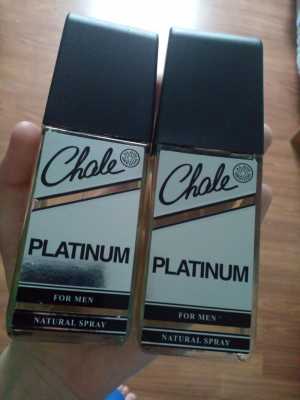 Chale
PLATINUM
FOR MEN
NATURAL SPRAY
Chale
PLATINUM
FOR MEN
NATURAL SPRAY